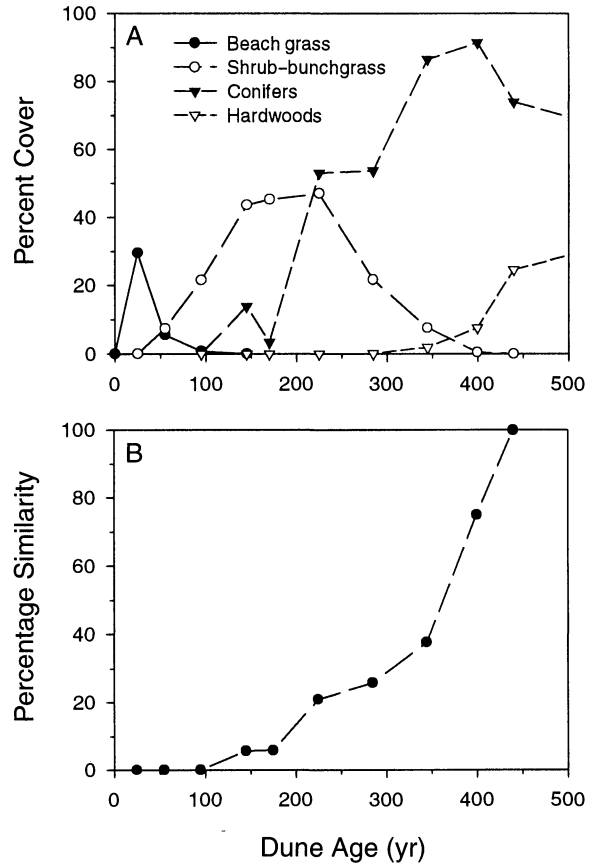 A
Beach grass
Shrub-bunchgrass
Conifers
Hardwoods
Percent Cover
100
80
60
40
20
0
0 100 200 300 400 500
B
Percentage Similarity
100
80
60
40
20
0
0 100 200 300 400 500
Dune Age (yr)